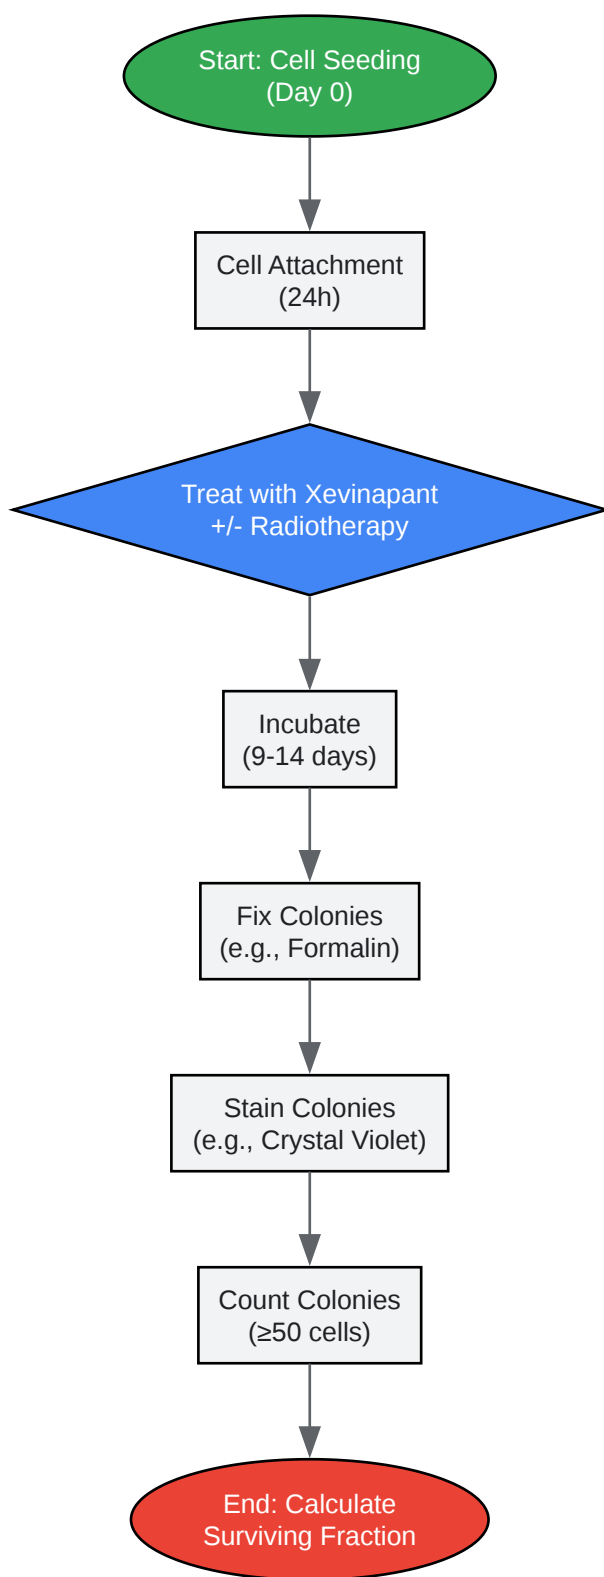 Start: Cell Seeding
(Day 0)
Cell Attachment
(24h)
Treat with Xevinapant
+/- Radiotherapy
Incubate
(9-14 days)
Fix Colonies
(e.g., Formalin)
Stain Colonies
(e.g., Crystal Violet)
Count Colonies
(≥50 cells)
End: Calculate
Surviving Fraction